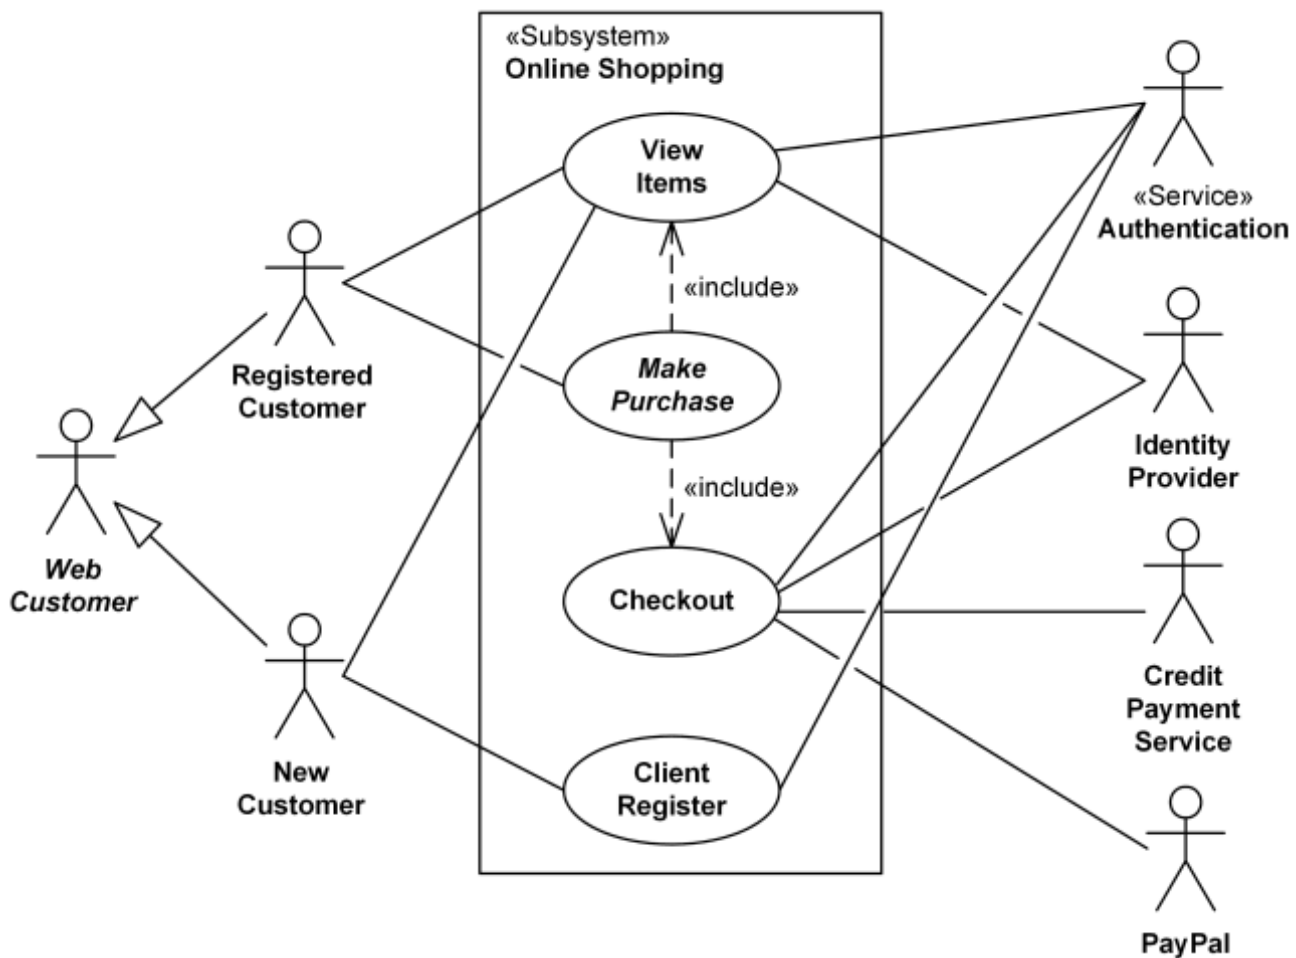 «Subsystem»
Online Shopping
View
Items
«Service»
Authentication
«include»
Registered
Customer
Make
Purchase
Identity
Provider
«include»
Web
Customer
Checkout
Credit
Payment
Service
New
Customer
Client
Register
PayPal